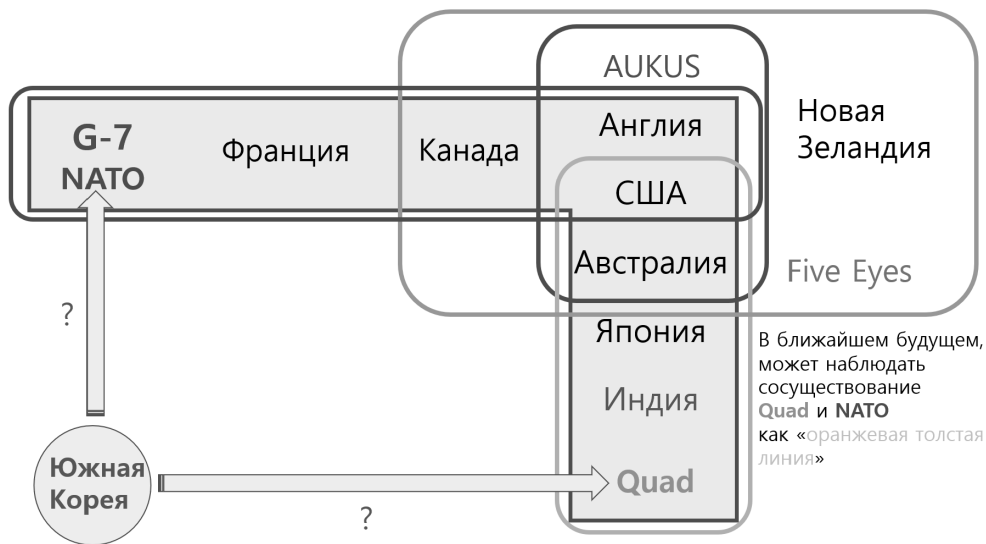 AUKUS
G-7
NATO
Франция
Канада
Англия
Новая
Зеландия
США
Австралия
Five Eyes
?
Япония
В ближайшем будущем,
может наблюдать
сосуществование
Quad и NATO
как «оранжевая толстая
линия»
Индия
Южная
Корея
Quad
?